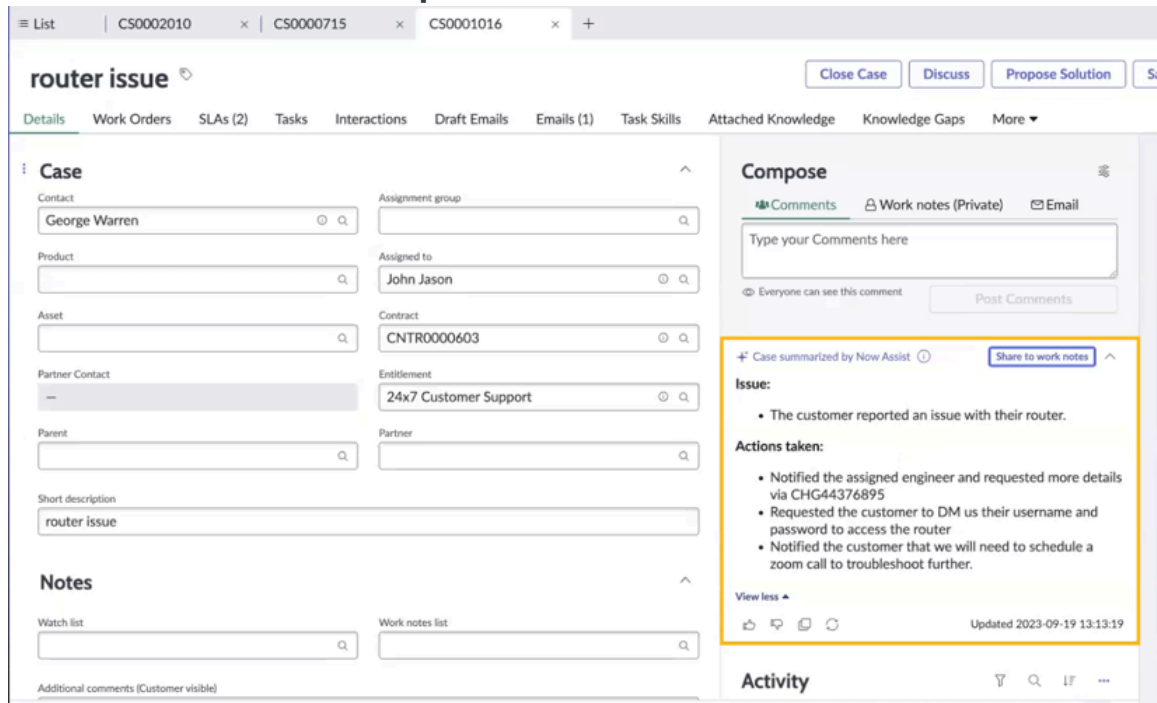 List
CS0002010
CS0000715
CS0001016
router issue
Close Case
Discuss
Propose Solution
Details
Work Orders
SLAs (2)
Tasks
Interactions
Draft Emails
Emails (1)
Task Skills
Attached Knowledge
Knowledge Gaps
More
Case
Contact
George Warren
Assignment group
Product
Assigned to
John Jason
Asset
Contract
CNTR0000603
Partner Contact
—
Entitlement
24x7 Customer Support
Parent
Partner
Short description
router issue
Notes
Watch list
Work notes list
Additional comments (Customer visible)
Compose
Comments
Work notes (Private)
Email
Type your Comments here
Everyone can see this comment
Post Comments
Case summarized by Now Assist
Share to work notes
Issue:
• The customer reported an issue with their router.
Actions taken:
• Notified the assigned engineer and requested more details
via CHG44376895
• Requested the customer to DM us their username and
password to access the router
• Notified the customer that we will need to schedule a
zoom call to troubleshoot further.
View less
Updated 2023-09-19 13:13:19
Activity